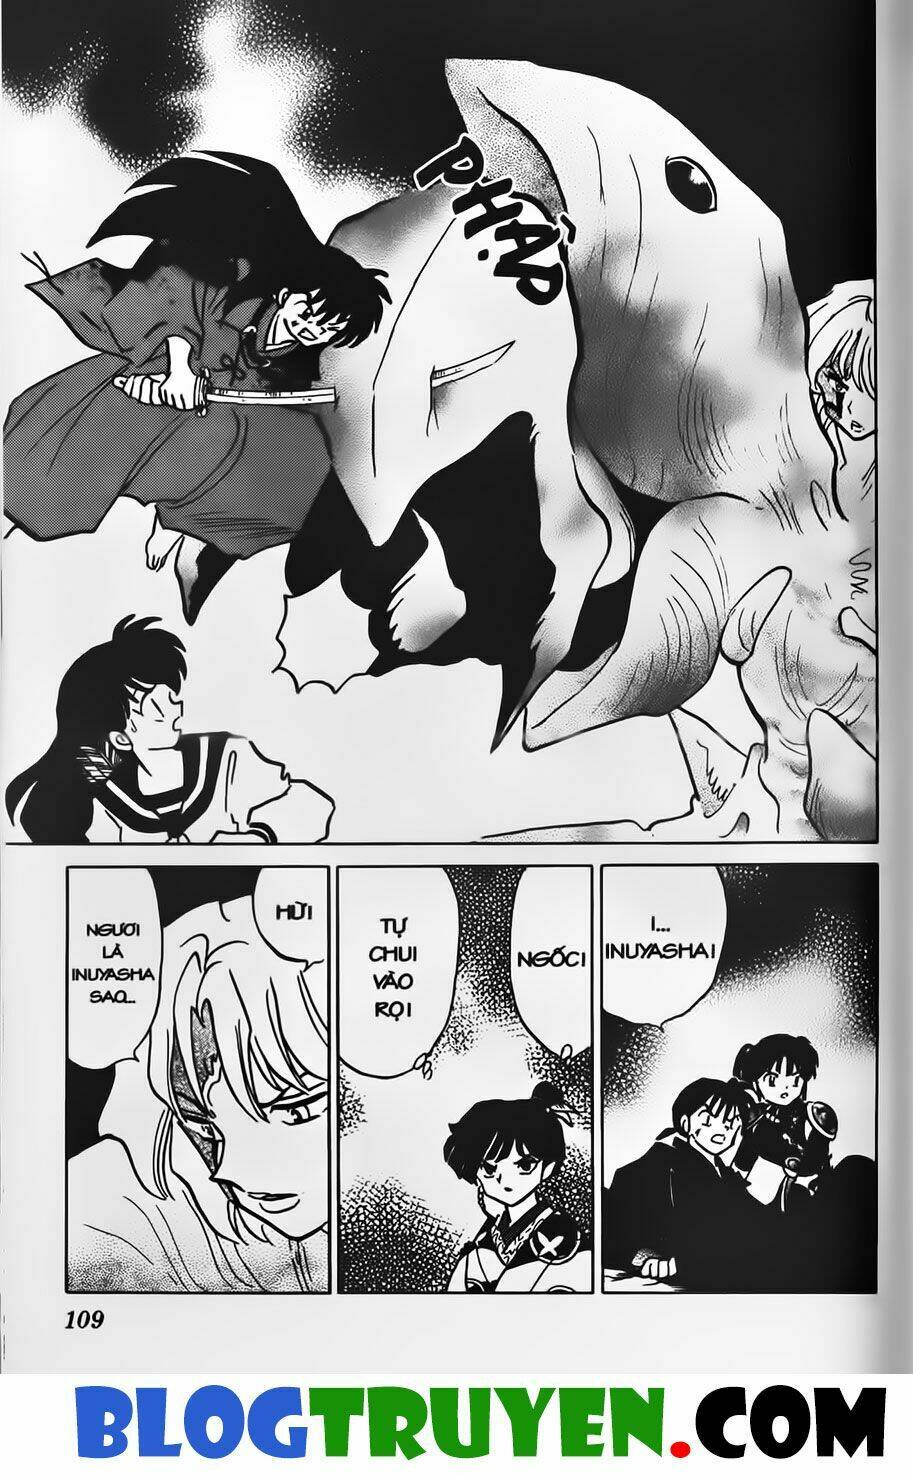 PHẬP
I...
INUYASHA!
NGỐC!
TỰ
CHUI
VÀO
RỌ!
HỪ!
NGƯƠI
LÀ
INUYASHA
SAO...
109
BLOGTRUYEN.COM